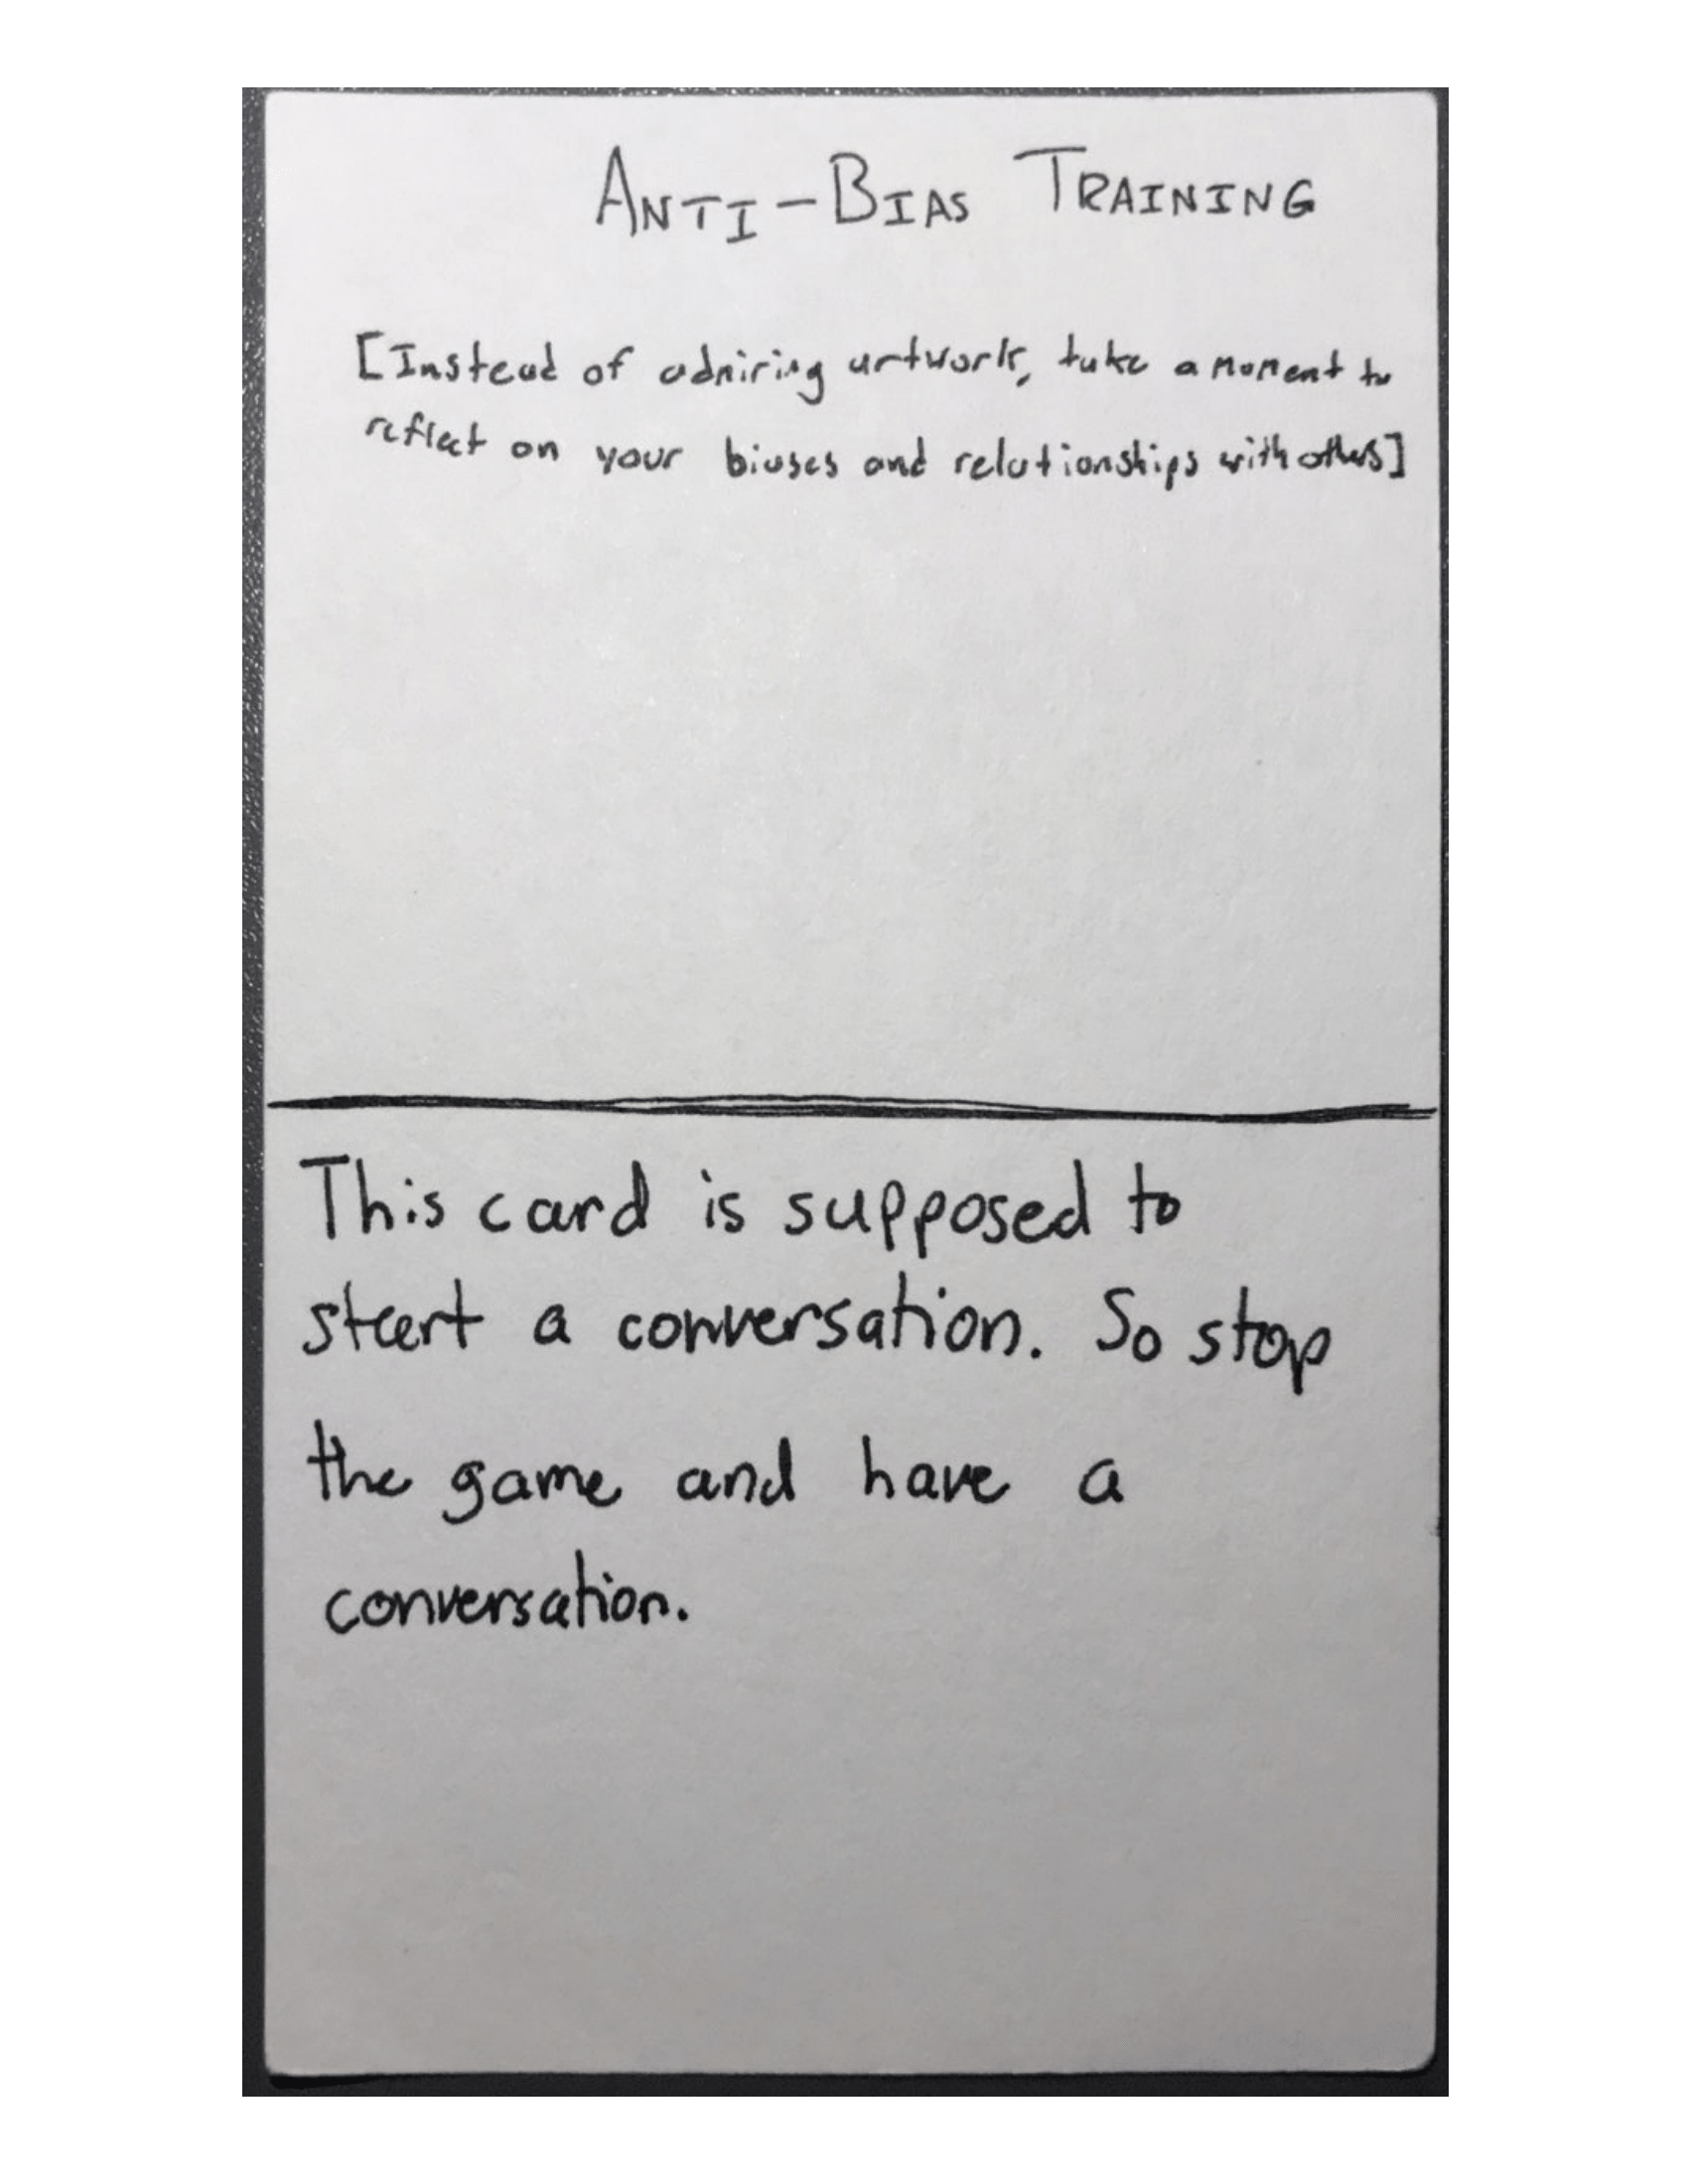 ANTI-BIAS TRAINING
[Instead of admiring artwork, take a moment to
reflect on your biases and relationships with others]
This card is supposed to
start a conversation. So stop
the game and have a
conversation.